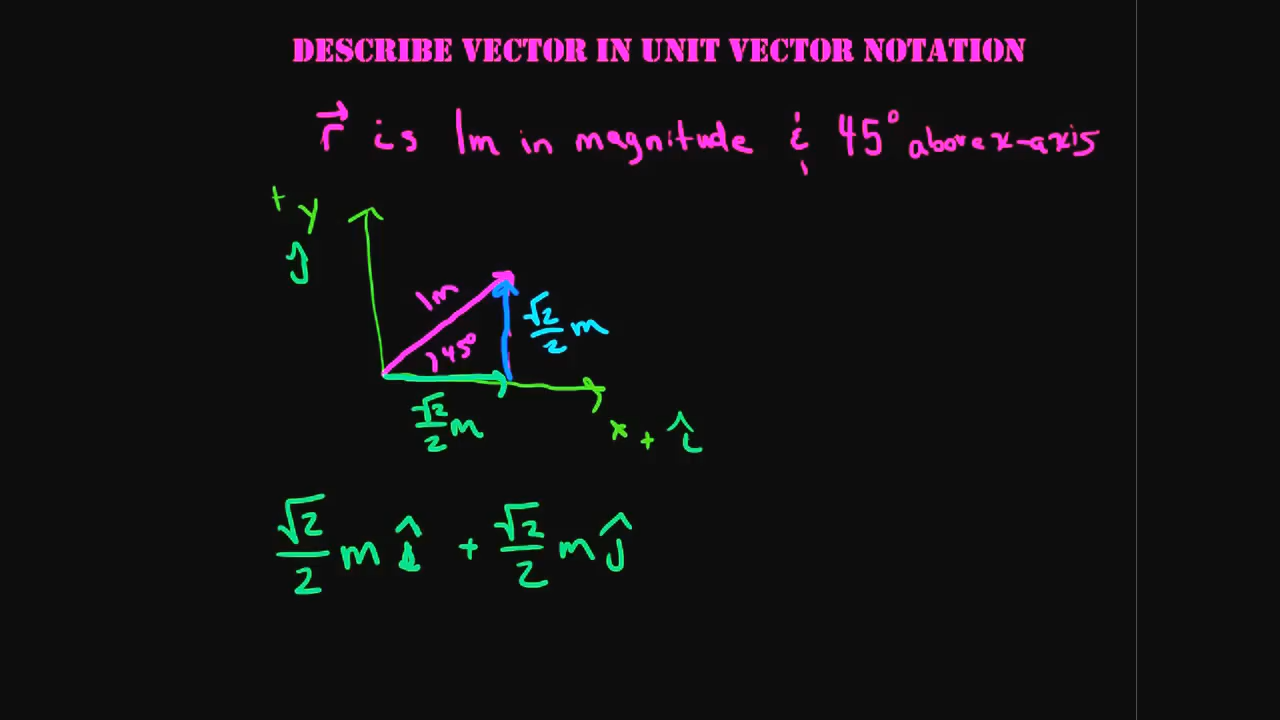 DESCRIBE VECTOR IN UNIT VECTOR NOTATION
r⃗ is 1m in magnitude & 45° above x-axis
+ y
ĵ
1m
45°
√2/2 m
√2/2 m
x + î
√2/2 m î + √2/2 m ĵ